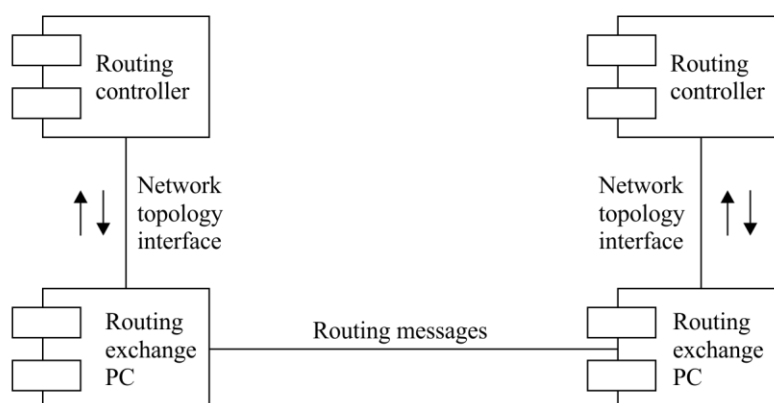 Routing
controller
Routing
controller
Network
topology
interface
Network
topology
interface
Routing
exchange
PC
Routing messages
Routing
exchange
PC